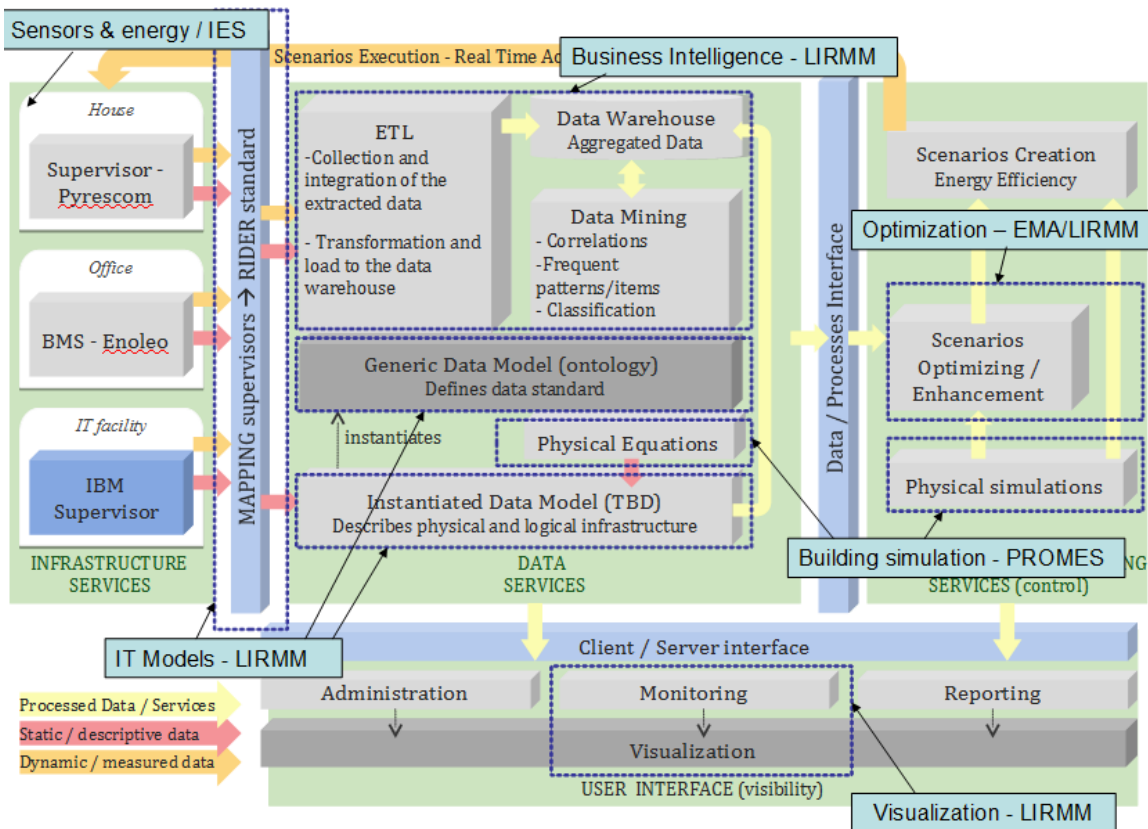 Sensors & energy / IES
Scenarios Execution - Real Time Ac
Business Intelligence - LIRMM
House
Supervisor -
Pyrescom
Office
BMS - Enoleo
IT facility
IBM
Supervisor
INFRASTRUCTURE
SERVICES
MAPPING supervisors → RIDER standard
ETL
-Collection and
integration of the
extracted data
- Transformation and
load to the data
warehouse
Data Warehouse
Aggregated Data
Data Mining
- Correlations
-Frequent
patterns/items
- Classification
Generic Data Model (ontology)
Defines data standard
instantiates
Physical Equations
Instantiated Data Model (TBD)
Describes physical and logical infrastructure
DATA
SERVICES
Data / Processes Interface
Scenarios Creation
Energy Efficiency
Optimization – EMA/LIRMM
Scenarios
Optimizing /
Enhancement
Physical simulations
Building simulation - PROMES
NG
SERVICES (control)
IT Models - LIRMM
Client / Server interface
Administration
Monitoring
Reporting
Visualization
USER INTERFACE (visibility)
Visualization - LIRMM
Processed Data / Services
Static / descriptive data
Dynamic / measured data